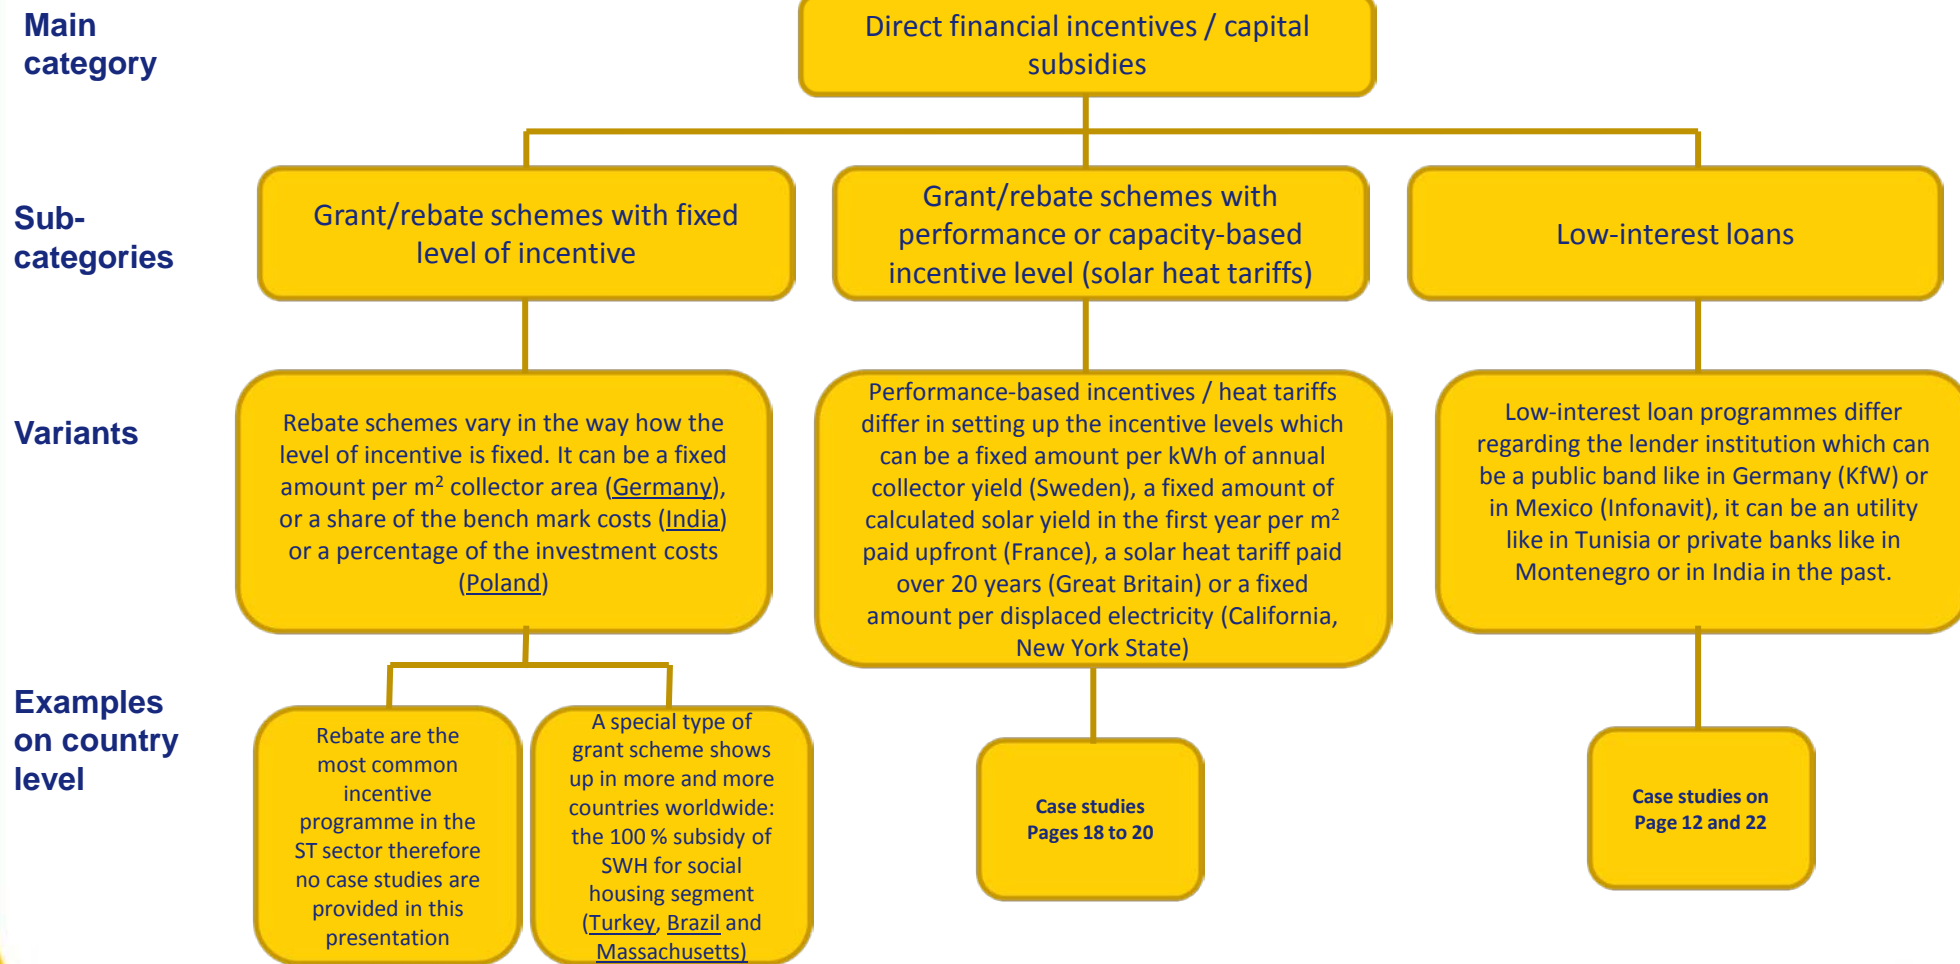 Main
category
Direct financial incentives / capital
subsidies
Sub-
categories
Grant/rebate schemes with fixed
level of incentive
Grant/rebate schemes with
performance or capacity-based
incentive level (solar heat tariffs)
Low-interest loans
Variants
Rebate schemes vary in the way how the
level of incentive is fixed. It can be a fixed
amount per m² collector area (Germany),
or a share of the bench mark costs (India)
or a percentage of the investment costs
(Poland)
Performance-based incentives / heat tariffs
differ in setting up the incentive levels which
can be a fixed amount per kWh of annual
collector yield (Sweden), a fixed amount of
calculated solar yield in the first year per m²
paid upfront (France), a solar heat tariff paid
over 20 years (Great Britain) or a fixed
amount per displaced electricity (California,
New York State)
Low-interest loan programmes differ
regarding the lender institution which can
be a public band like in Germany (KfW) or
in Mexico (Infonavit), it can be an utility
like in Tunisia or private banks like in
Montenegro or in India in the past.
Examples
on country
level
Rebate are the
most common
incentive
programme in the
ST sector therefore
no case studies are
provided in this
presentation
A special type of
grant scheme shows
up in more and more
countries worldwide:
the 100 % subsidy of
SWH for social
housing segment
(Turkey, Brazil and
Massachusetts)
Case studies
Pages 18 to 20
Case studies on
Page 12 and 22